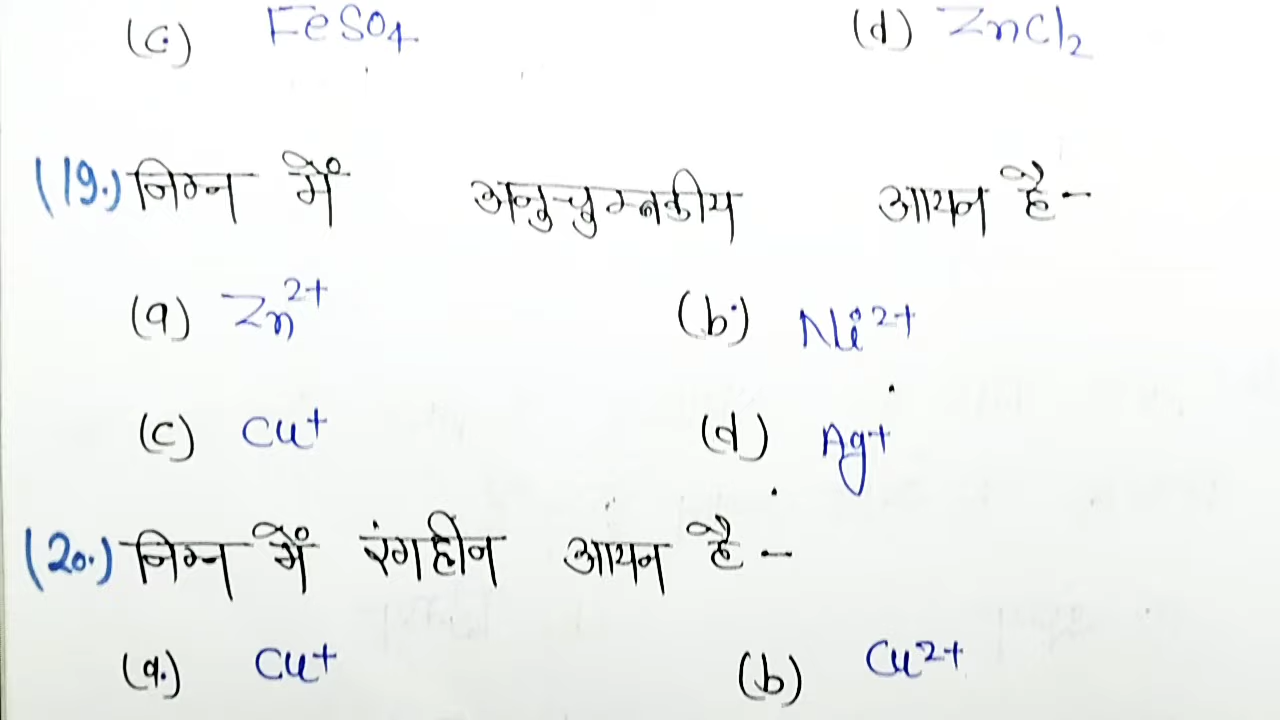 (c) FeSO4 (d) ZnCl2
(19.) निम्न में अनुचुम्बकीय आयन है-
(a) Zn²⁺ (b) Ni²⁺
(c) Cu⁺ (d) Ag⁺
(20.) निम्न में रंगहीन आयन है -
(a.) Cu⁺ (b) Cu²⁺